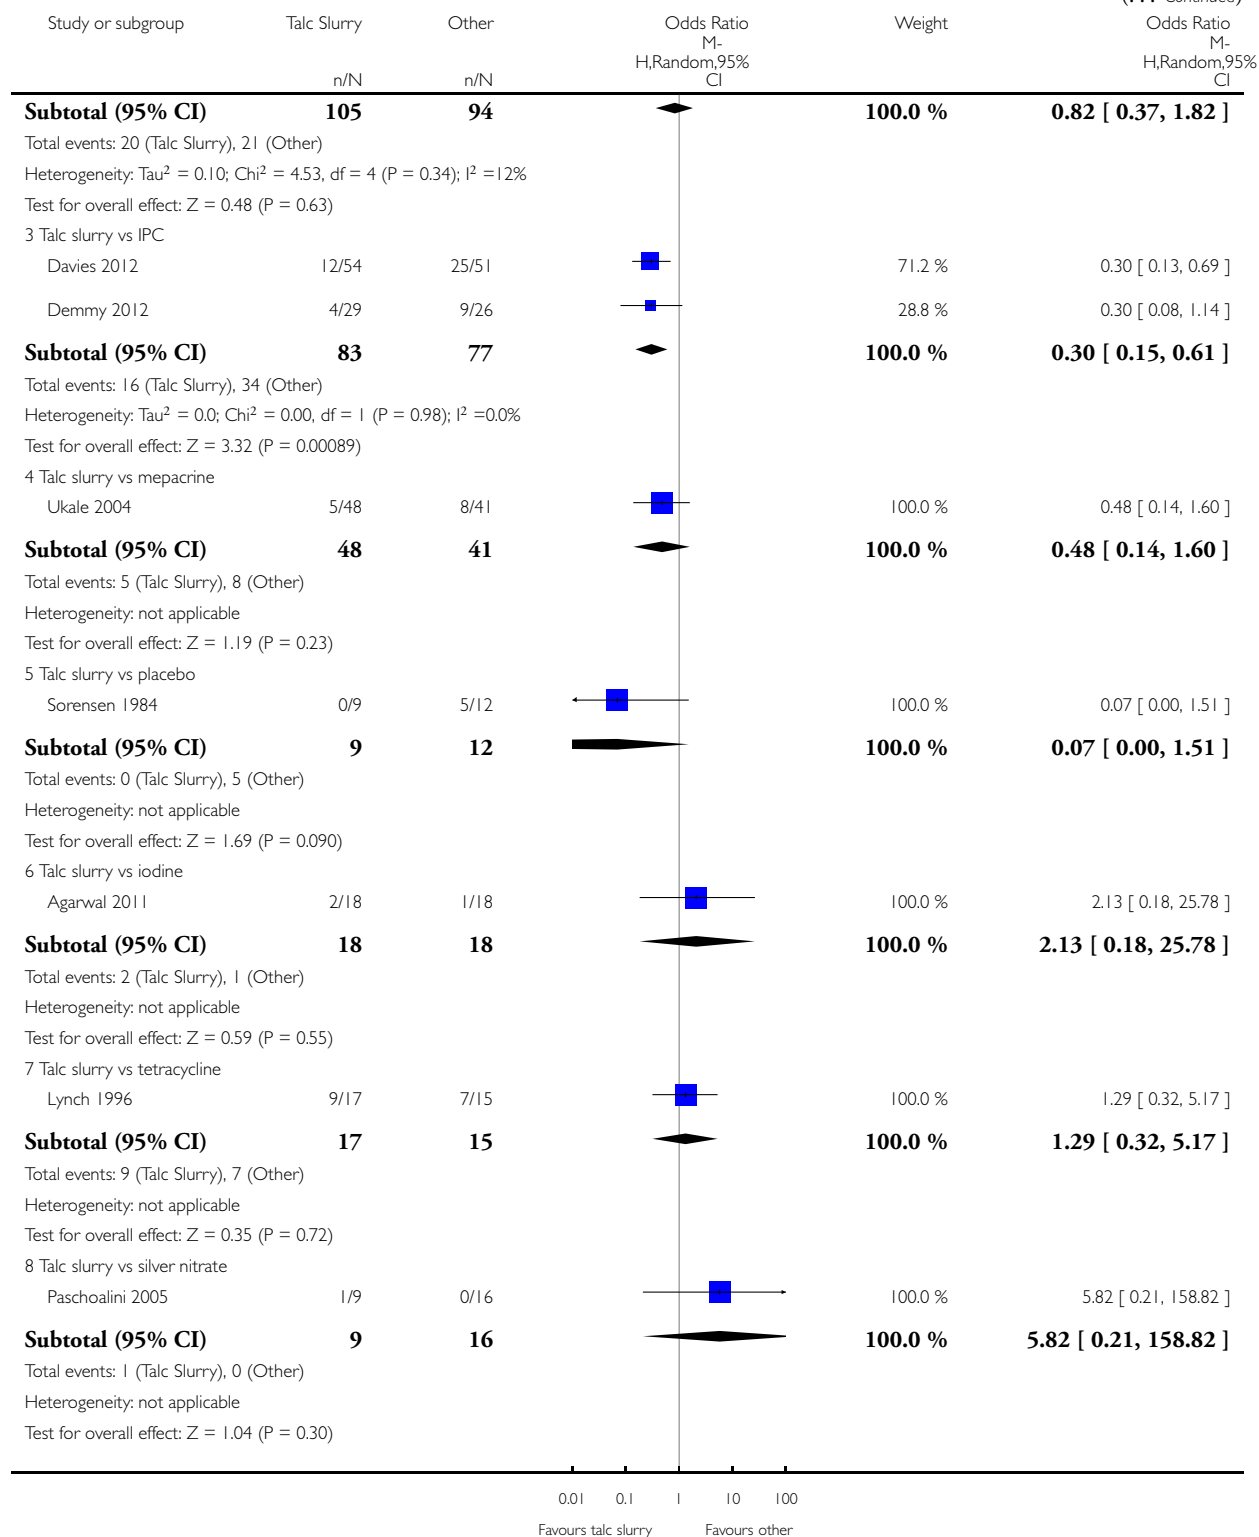 Continued)
Study or subgroup Talc Slurry Other Odds Ratio Weight Odds Ratio
M- M-
H,Random,95% H,Random,95%
n/N n/N CI CI
Subtotal (95% CI) 105 94 100.0 % 0.82 [ 0.37, 1.82 ]
Total events: 20 (Talc Slurry), 21 (Other)
Heterogeneity: Tau² = 0.10; Chi² = 4.53, df = 4 (P = 0.34); I² =12%
Test for overall effect: Z = 0.48 (P = 0.63)
3 Talc slurry vs IPC
Davies 2012 12/54 25/51 71.2 % 0.30 [ 0.13, 0.69 ]
Demmy 2012 4/29 9/26 28.8 % 0.30 [ 0.08, 1.14 ]
Subtotal (95% CI) 83 77 100.0 % 0.30 [ 0.15, 0.61 ]
Total events: 16 (Talc Slurry), 34 (Other)
Heterogeneity: Tau² = 0.0; Chi² = 0.00, df = 1 (P = 0.98); I² =0.0%
Test for overall effect: Z = 3.32 (P = 0.00089)
4 Talc slurry vs mepacrine
Ukale 2004 5/48 8/41 100.0 % 0.48 [ 0.14, 1.60 ]
Subtotal (95% CI) 48 41 100.0 % 0.48 [ 0.14, 1.60 ]
Total events: 5 (Talc Slurry), 8 (Other)
Heterogeneity: not applicable
Test for overall effect: Z = 1.19 (P = 0.23)
5 Talc slurry vs placebo
Sorensen 1984 0/9 5/12 100.0 % 0.07 [ 0.00, 1.51 ]
Subtotal (95% CI) 9 12 100.0 % 0.07 [ 0.00, 1.51 ]
Total events: 0 (Talc Slurry), 5 (Other)
Heterogeneity: not applicable
Test for overall effect: Z = 1.69 (P = 0.090)
6 Talc slurry vs iodine
Agarwal 2011 2/18 1/18 100.0 % 2.13 [ 0.18, 25.78 ]
Subtotal (95% CI) 18 18 100.0 % 2.13 [ 0.18, 25.78 ]
Total events: 2 (Talc Slurry), 1 (Other)
Heterogeneity: not applicable
Test for overall effect: Z = 0.59 (P = 0.55)
7 Talc slurry vs tetracycline
Lynch 1996 9/17 7/15 100.0 % 1.29 [ 0.32, 5.17 ]
Subtotal (95% CI) 17 15 100.0 % 1.29 [ 0.32, 5.17 ]
Total events: 9 (Talc Slurry), 7 (Other)
Heterogeneity: not applicable
Test for overall effect: Z = 0.35 (P = 0.72)
8 Talc slurry vs silver nitrate
Paschoalini 2005 1/9 0/16 100.0 % 5.82 [ 0.21, 158.82 ]
Subtotal (95% CI) 9 16 100.0 % 5.82 [ 0.21, 158.82 ]
Total events: 1 (Talc Slurry), 0 (Other)
Heterogeneity: not applicable
Test for overall effect: Z = 1.04 (P = 0.30)
0.01 0.1 1 10 100
Favours talc slurry Favours other